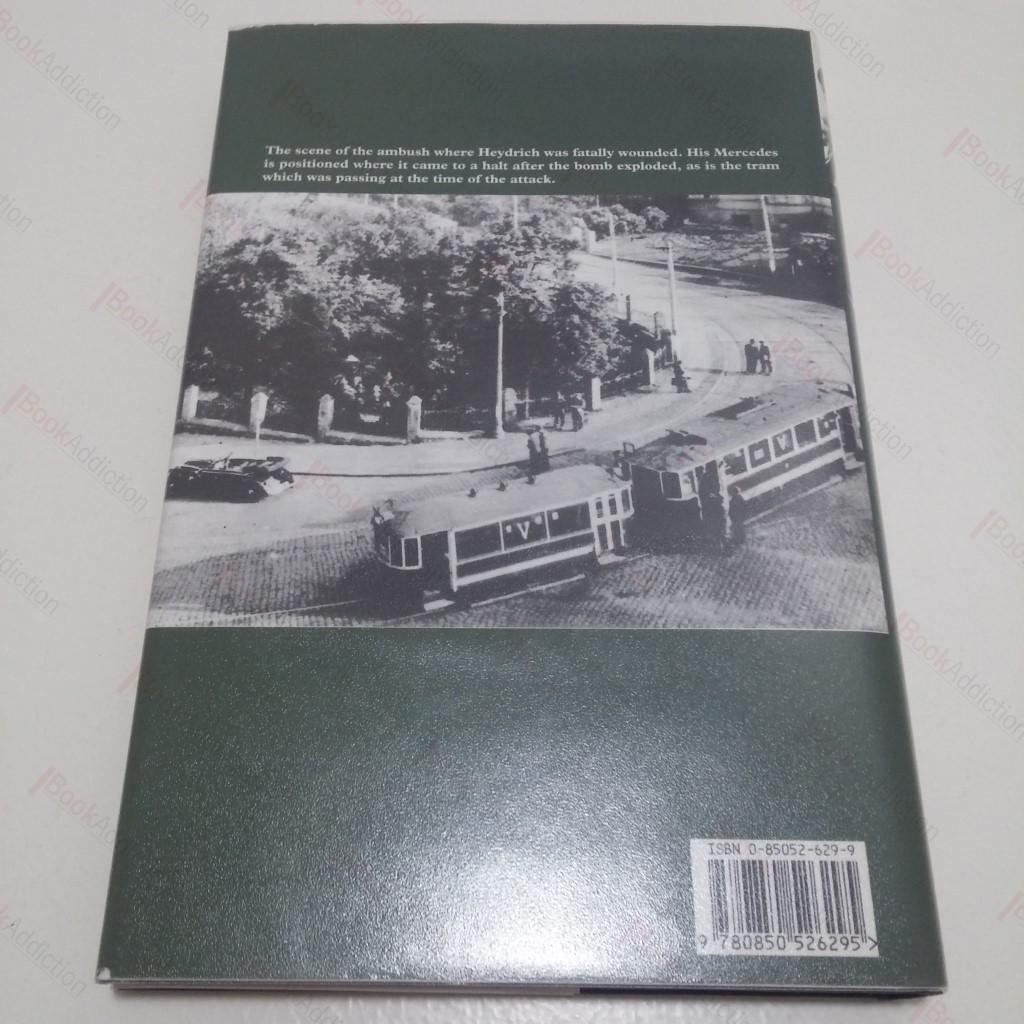 The scene of the ambush where Heydrich was fatally wounded. His Mercedes
is positioned where it came to a halt after the bomb exploded, as is the tram
which was passing at the time of the attack.
V
V
ISBN 0-85052-629-9
9 780850 526295 >
BookAddiction